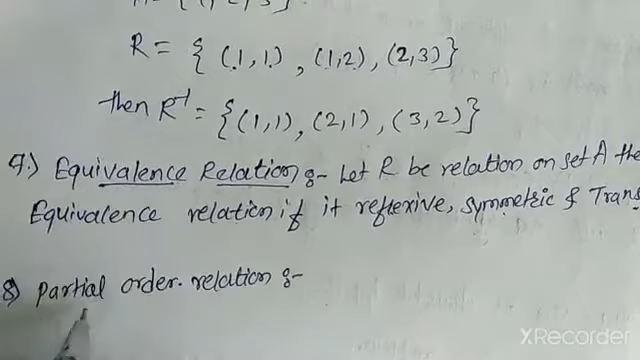 R = { (1,1), (1,2), (2,3)}
then R⁻¹ = {(1,1), (2,1), (3,2)}
7.) Equivalence Relation :- Let R be relation on set A the
Equivalence relation if it reflexive, symmetric & Trans
8) Partial order relation :-
XRecorder